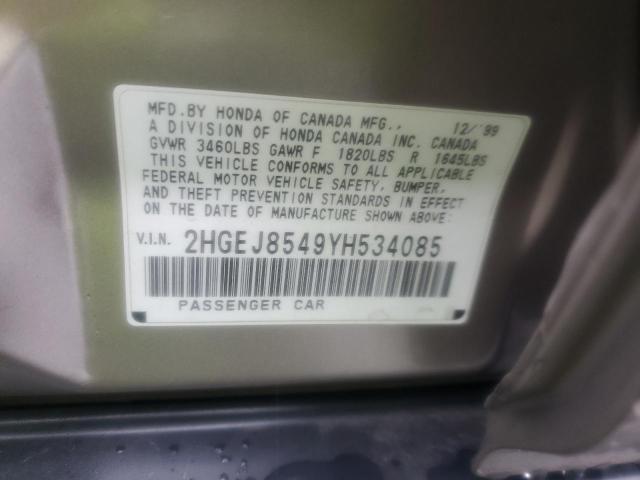 MFD. BY HONDA OF CANADA MFG., 12/'99
A DIVISION OF HONDA CANADA INC. CANADA
GVWR 3460LBS GAWR F 1820LBS R 1645LBS
THIS VEHICLE CONFORMS TO ALL APPLICABLE
FEDERAL MOTOR VEHICLE SAFETY, BUMPER,
AND THEFT PREVENTION STANDARDS IN EFFECT
ON THE DATE OF MANUFACTURE SHOWN ABOVE:
V.I.N. 2HGEJ8549YH534085
PASSENGER CAR